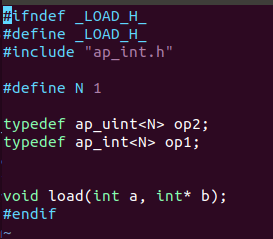 #ifndef _LOAD_H_
#define _LOAD_H_
#include "ap_int.h"
#define N 1
typedef ap_uint<N> op2;
typedef ap_int<N> op1;
void load(int a, int* b);
#endif
~